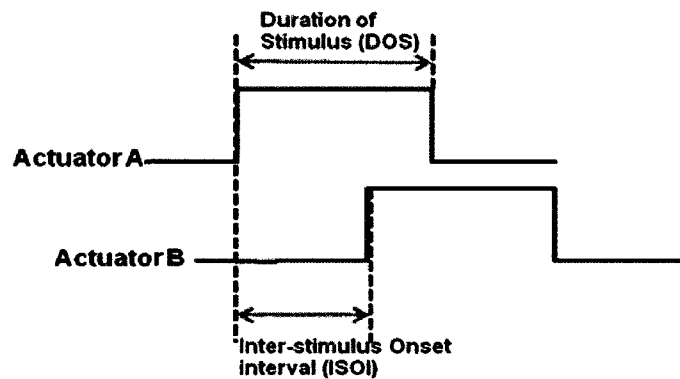 Duration of
Stimulus (DOS)
Actuator A
Actuator B
Inter-stimulus Onset
interval (ISOI)